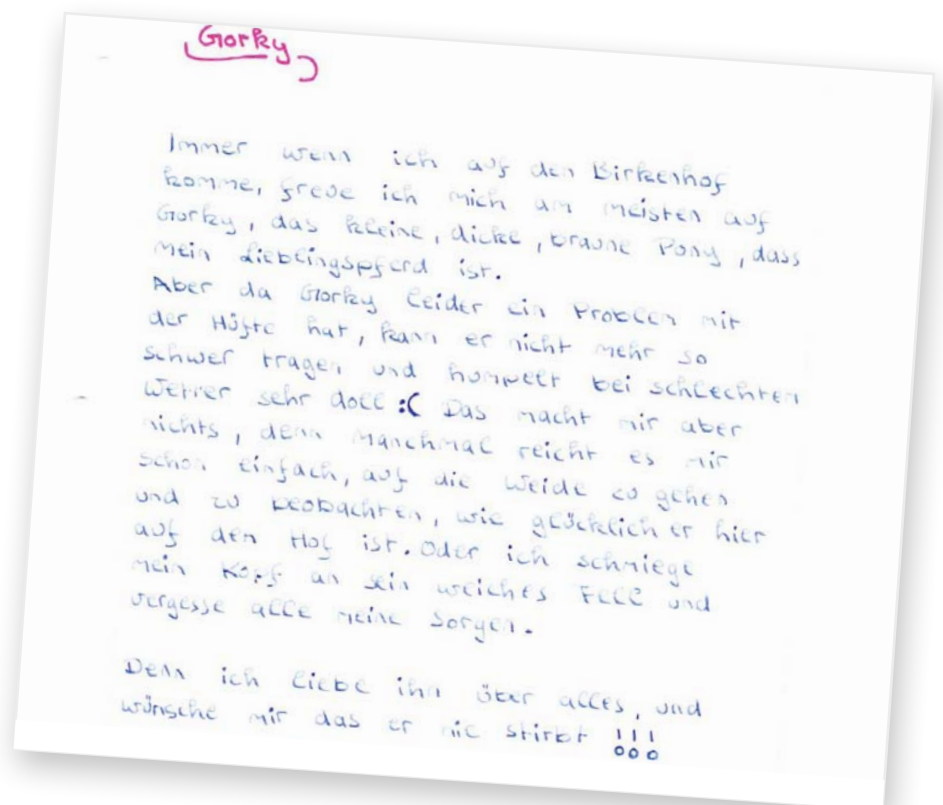 Gorky
Immer wenn ich auf den Birkenhof
komme, freue ich mich am meisten auf
Gorky, das kleine, dicke, braune Pony, dass
mein Lieblingspferd ist.
Aber da Gorky leider ein Problem mit
der Hüfte hat, kann er nicht mehr so
schwer tragen und humpelt bei schlechten
Wetter sehr doll :( Das macht mir aber
nichts, denn manchmal reicht es mir
schon einfach, auf die Weide zu gehen
und zu beobachten, wie glücklich er hier
auf den Hof ist. Oder ich schmiege
mein Kopf an sein weiches Fell und
vergesse alle meine Sorgen.
Denn ich liebe ihn über alles, und
wünsche mir das er nie stirbt !!!